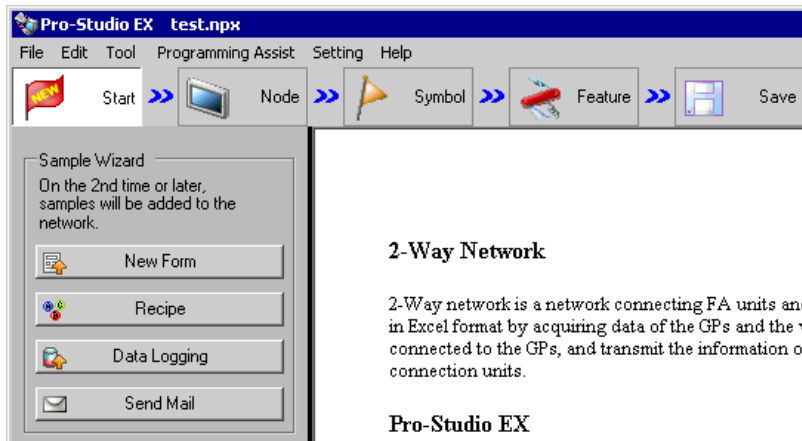 Pro-Studio EX test.npx
File Edit Tool Programming Assist Setting Help
NEW Start Node Symbol Feature Save
Sample Wizard
On the 2nd time or later,
samples will be added to the
network.
New Form
Recipe
Data Logging
Send Mail
2-Way Network
2-Way network is a network connecting FA units and
in Excel format by acquiring data of the GPs and the
connected to the GPs, and transmit the information
connection units.
Pro-Studio EX